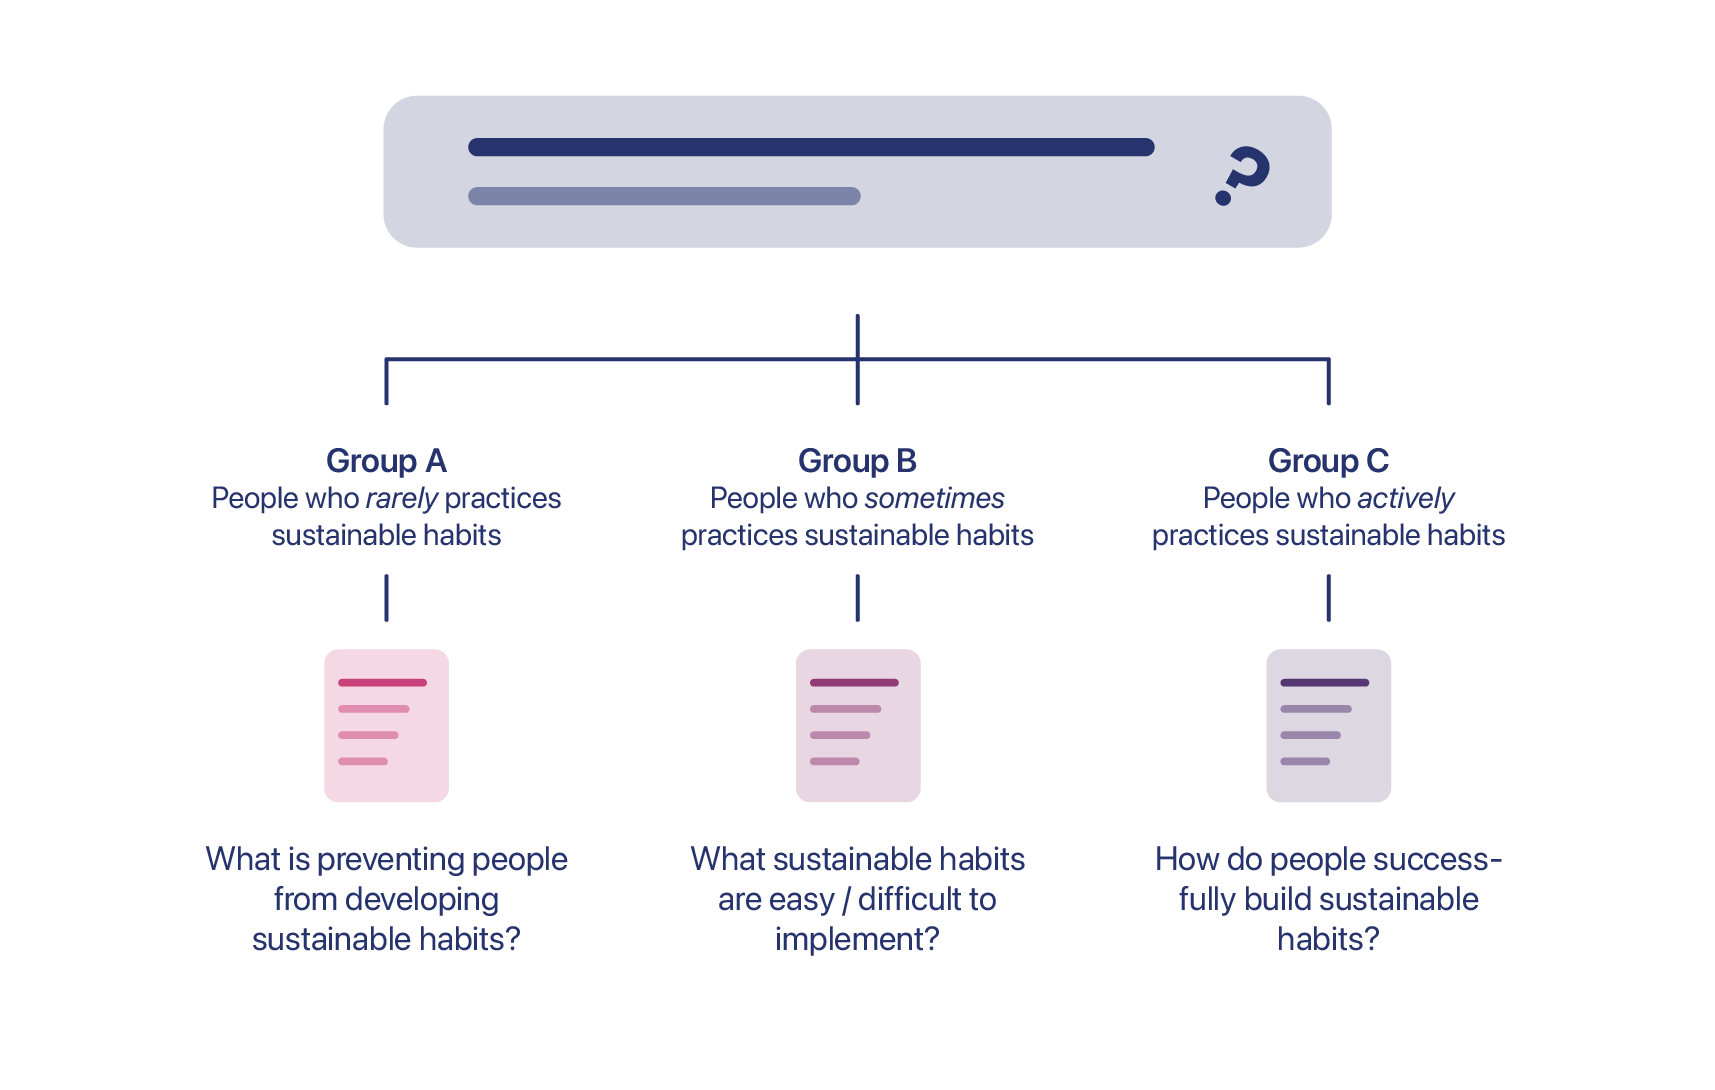 ?
Group A
People who rarely practices
sustainable habits
Group B
People who sometimes
practices sustainable habits
Group C
People who actively
practices sustainable habits
What is preventing people
from developing
sustainable habits?
What sustainable habits
are easy / difficult to
implement?
How do people success-
fully build sustainable
habits?